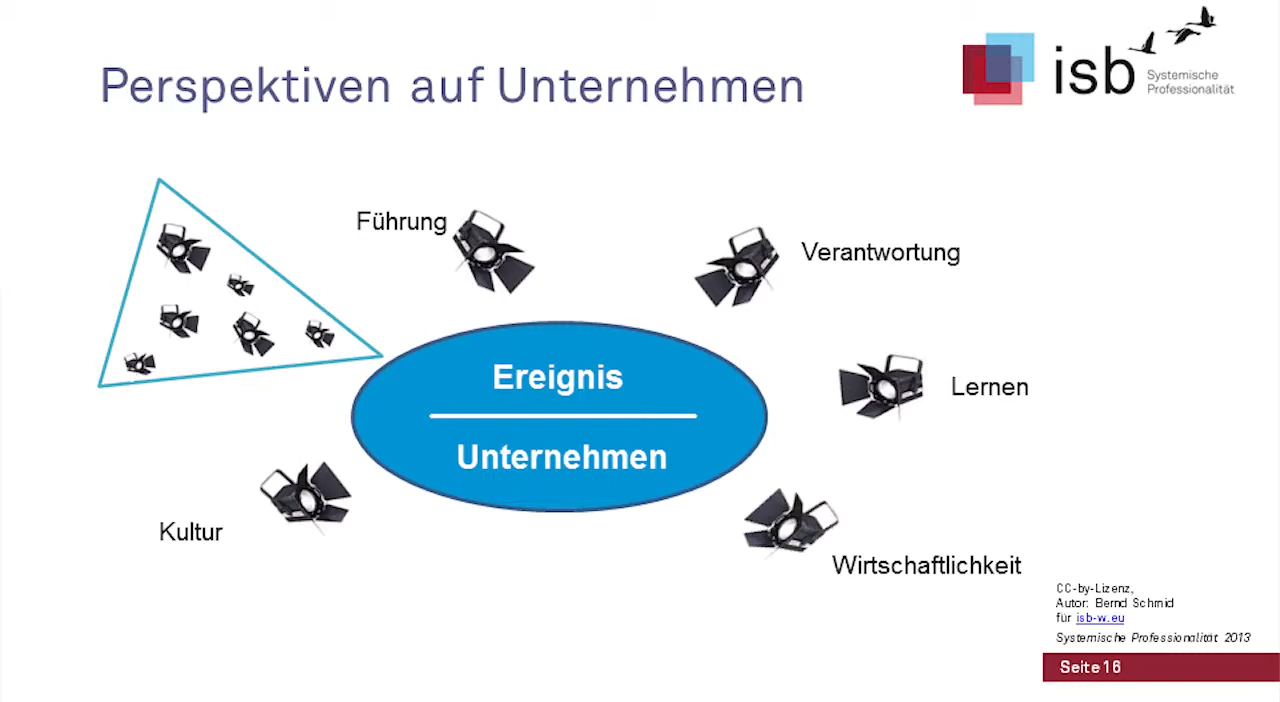 Perspektiven auf Unternehmen
isb
Systemische
Professionalität
Führung
Verantwortung
Ereignis
Lernen
Unternehmen
Kultur
Wirtschaftlichkeit
CC-by-Lizenz,
Autor: Bernd Schmid
für isb-w.eu
Systemische Professionalität 2013
Seite 16